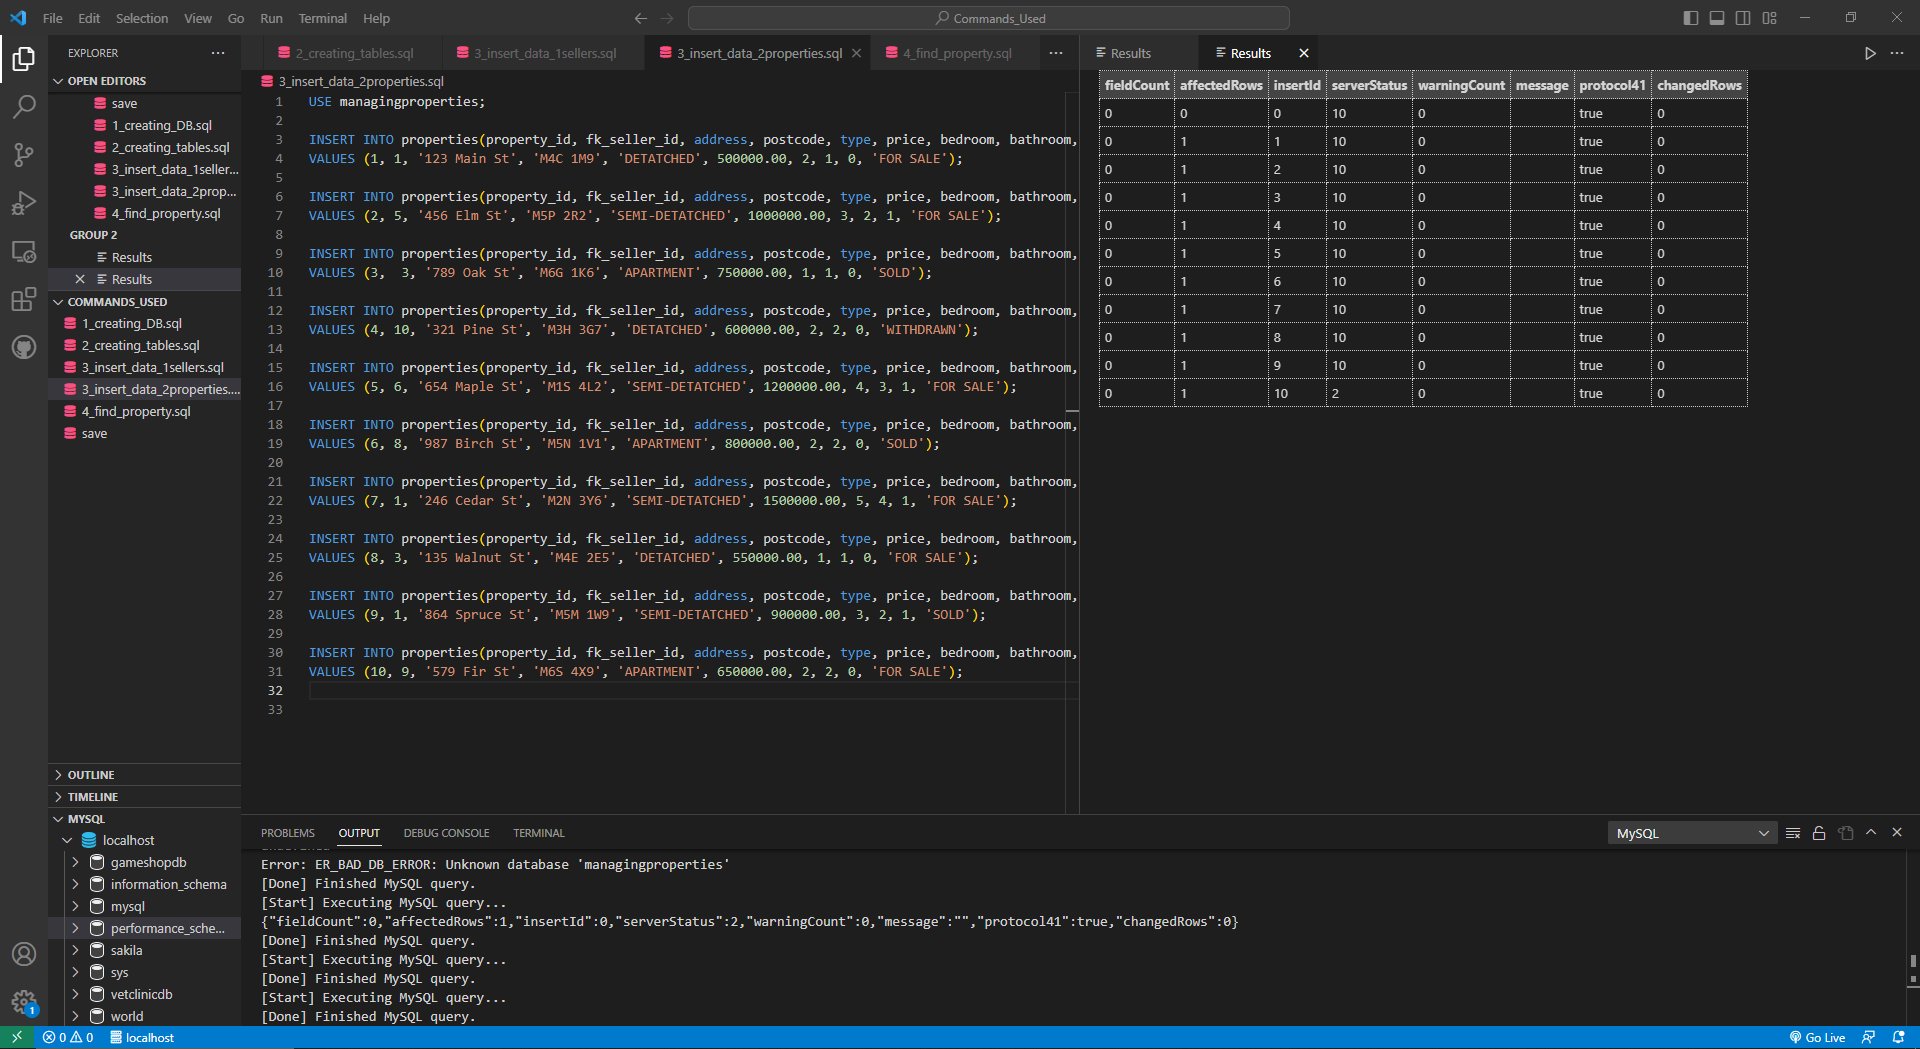 File Edit Selection View Go Run Terminal Help
Commands_Used
EXPLORER
OPEN EDITORS
save
1_creating_DB.sql
2_creating_tables.sql
3_insert_data_1seller...
3_insert_data_2prop...
4_find_property.sql
GROUP 2
Results
Results
COMMANDS_USED
1_creating_DB.sql
2_creating_tables.sql
3_insert_data_1sellers.sql
3_insert_data_2properties....
4_find_property.sql
save
OUTLINE
TIMELINE
MYSQL
localhost
gameshopdb
information_schema
mysql
performance_sche...
sakila
sys
vetclinicdb
world
2_creating_tables.sql 3_insert_data_1sellers.sql 3_insert_data_2properties.sql 4_find_property.sql
3_insert_data_2properties.sql
1 USE managingproperties;
2
3 INSERT INTO properties(property_id, fk_seller_id, address, postcode, type, price, bedroom, bathroom,
4 VALUES (1, 1, '123 Main St', 'M4C 1M9', 'DETATCHED', 500000.00, 2, 1, 0, 'FOR SALE');
5
6 INSERT INTO properties(property_id, fk_seller_id, address, postcode, type, price, bedroom, bathroom,
7 VALUES (2, 5, '456 Elm St', 'M5P 2R2', 'SEMI-DETATCHED', 1000000.00, 3, 2, 1, 'FOR SALE');
8
9 INSERT INTO properties(property_id, fk_seller_id, address, postcode, type, price, bedroom, bathroom,
10 VALUES (3,  3, '789 Oak St', 'M6G 1K6', 'APARTMENT', 750000.00, 1, 1, 0, 'SOLD');
11
12 INSERT INTO properties(property_id, fk_seller_id, address, postcode, type, price, bedroom, bathroom,
13 VALUES (4, 10, '321 Pine St', 'M3H 3G7', 'DETATCHED', 600000.00, 2, 2, 0, 'WITHDRAWN');
14
15 INSERT INTO properties(property_id, fk_seller_id, address, postcode, type, price, bedroom, bathroom,
16 VALUES (5, 6, '654 Maple St', 'M1S 4L2', 'SEMI-DETATCHED', 1200000.00, 4, 3, 1, 'FOR SALE');
17
18 INSERT INTO properties(property_id, fk_seller_id, address, postcode, type, price, bedroom, bathroom,
19 VALUES (6, 8, '987 Birch St', 'M5N 1V1', 'APARTMENT', 800000.00, 2, 2, 0, 'SOLD');
20
21 INSERT INTO properties(property_id, fk_seller_id, address, postcode, type, price, bedroom, bathroom,
22 VALUES (7, 1, '246 Cedar St', 'M2N 3Y6', 'SEMI-DETATCHED', 1500000.00, 5, 4, 1, 'FOR SALE');
23
24 INSERT INTO properties(property_id, fk_seller_id, address, postcode, type, price, bedroom, bathroom,
25 VALUES (8, 3, '135 Walnut St', 'M4E 2E5', 'DETATCHED', 550000.00, 1, 1, 0, 'FOR SALE');
26
27 INSERT INTO properties(property_id, fk_seller_id, address, postcode, type, price, bedroom, bathroom,
28 VALUES (9, 1, '864 Spruce St', 'M5M 1W9', 'SEMI-DETATCHED', 900000.00, 3, 2, 1, 'SOLD');
29
30 INSERT INTO properties(property_id, fk_seller_id, address, postcode, type, price, bedroom, bathroom,
31 VALUES (10, 9, '579 Fir St', 'M6S 4X9', 'APARTMENT', 650000.00, 2, 2, 0, 'FOR SALE');
32
33
Results Results
fieldCount affectedRows insertId serverStatus warningCount message protocol41 changedRows
0 0 0 10 0 true 0
0 1 1 10 0 true 0
0 1 2 10 0 true 0
0 1 3 10 0 true 0
0 1 4 10 0 true 0
0 1 5 10 0 true 0
0 1 6 10 0 true 0
0 1 7 10 0 true 0
0 1 8 10 0 true 0
0 1 9 10 0 true 0
0 1 10 2 0 true 0
PROBLEMS OUTPUT DEBUG CONSOLE TERMINAL
MySQL
Error: ER_BAD_DB_ERROR: Unknown database 'managingproperties'
[Done] Finished MySQL query.
[Start] Executing MySQL query...
{"fieldCount":0,"affectedRows":1,"insertId":0,"serverStatus":2,"warningCount":0,"message":"","protocol41":true,"changedRows":0}
[Done] Finished MySQL query.
[Start] Executing MySQL query...
[Done] Finished MySQL query.
[Start] Executing MySQL query...
[Done] Finished MySQL query.
1
0 0 localhost
Go Live